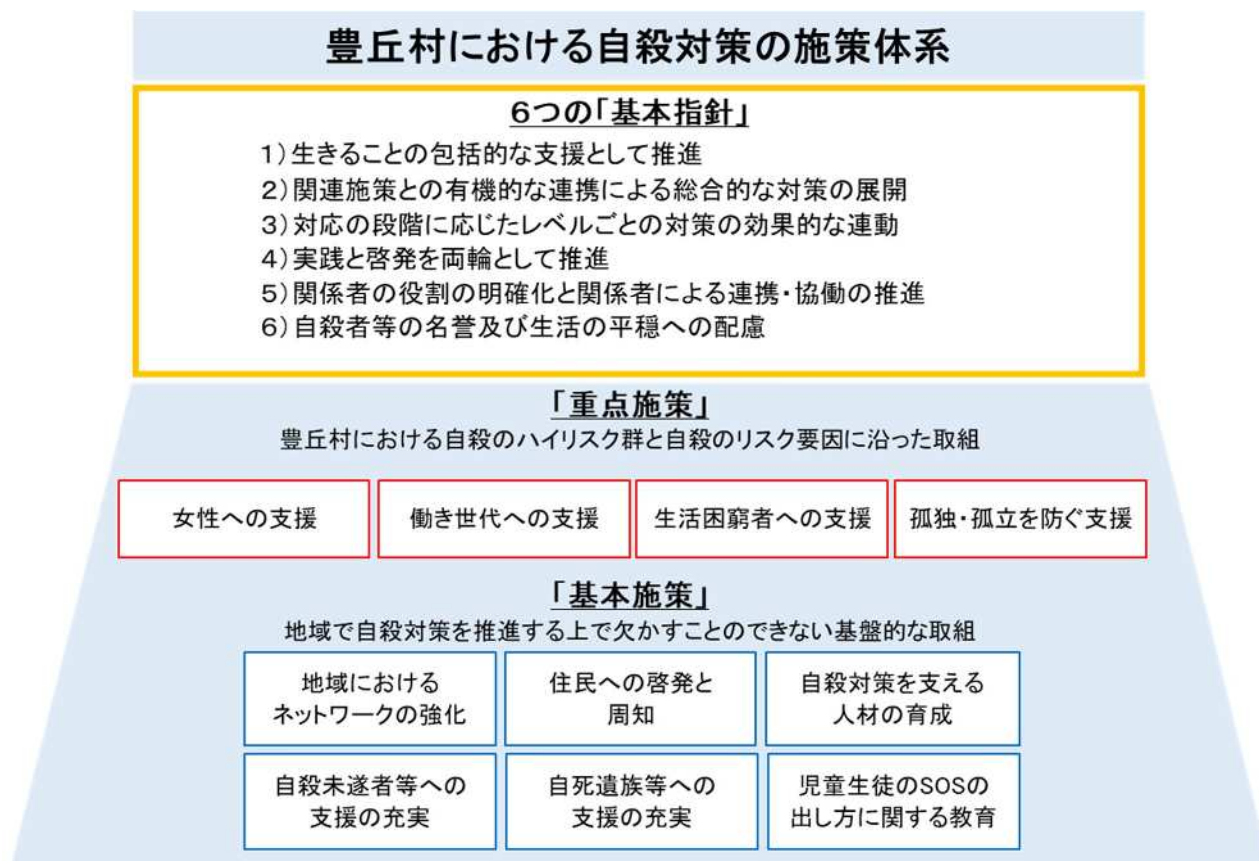 豊丘村における自殺対策の施策体系
6つの「基本指針」
1)生きることの包括的な支援として推進
2)関連施策との有機的な連携による総合的な対策の展開
3)対応の段階に応じたレベルごとの対策の効果的な連動
4)実践と啓発を両輪として推進
5)関係者の役割の明確化と関係者による連携・協働の推進
6)自殺者等の名誉及び生活の平穏への配慮
「重点施策」
豊丘村における自殺のハイリスク群と自殺のリスク要因に沿った取組
女性への支援
働き世代への支援
生活困窮者への支援
孤独・孤立を防ぐ支援
「基本施策」
地域で自殺対策を推進する上で欠かすことのできない基盤的な取組
地域における
ネットワークの強化
住民への啓発と
周知
自殺対策を支える
人材の育成
自殺未遂者等への
支援の充実
自死遺族等への
支援の充実
児童生徒のSOSの
出し方に関する教育